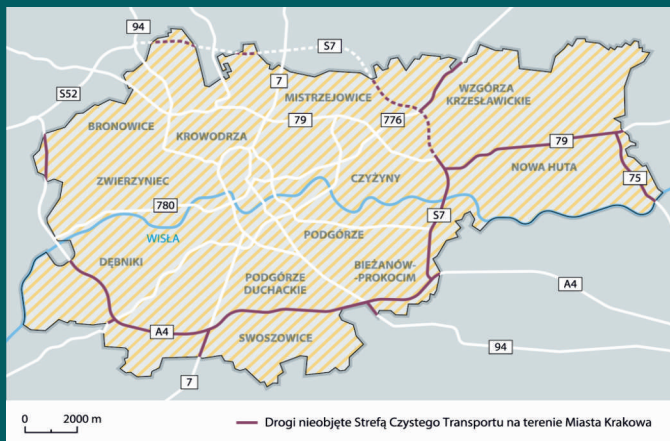 94
S7
7
S52
WZGÓRZA
KRZESŁAWICKIE
MISTRZEJOWICE
BRONOWICE
KROWODRZA
79
776
79
NOWA HUTA
ZWIERZYNIEC
CZYŻYNY
75
780
S7
WISŁA
PODGÓRZE
DĘBNIKI
BIEŻANÓW-
-PROKOCIM
PODGÓRZE
DUCHACKIE
A4
A4
SWOSZOWICE
94
7
0 2000 m
Drogi nieobjęte Strefą Czystego Transportu na terenie Miasta Krakowa